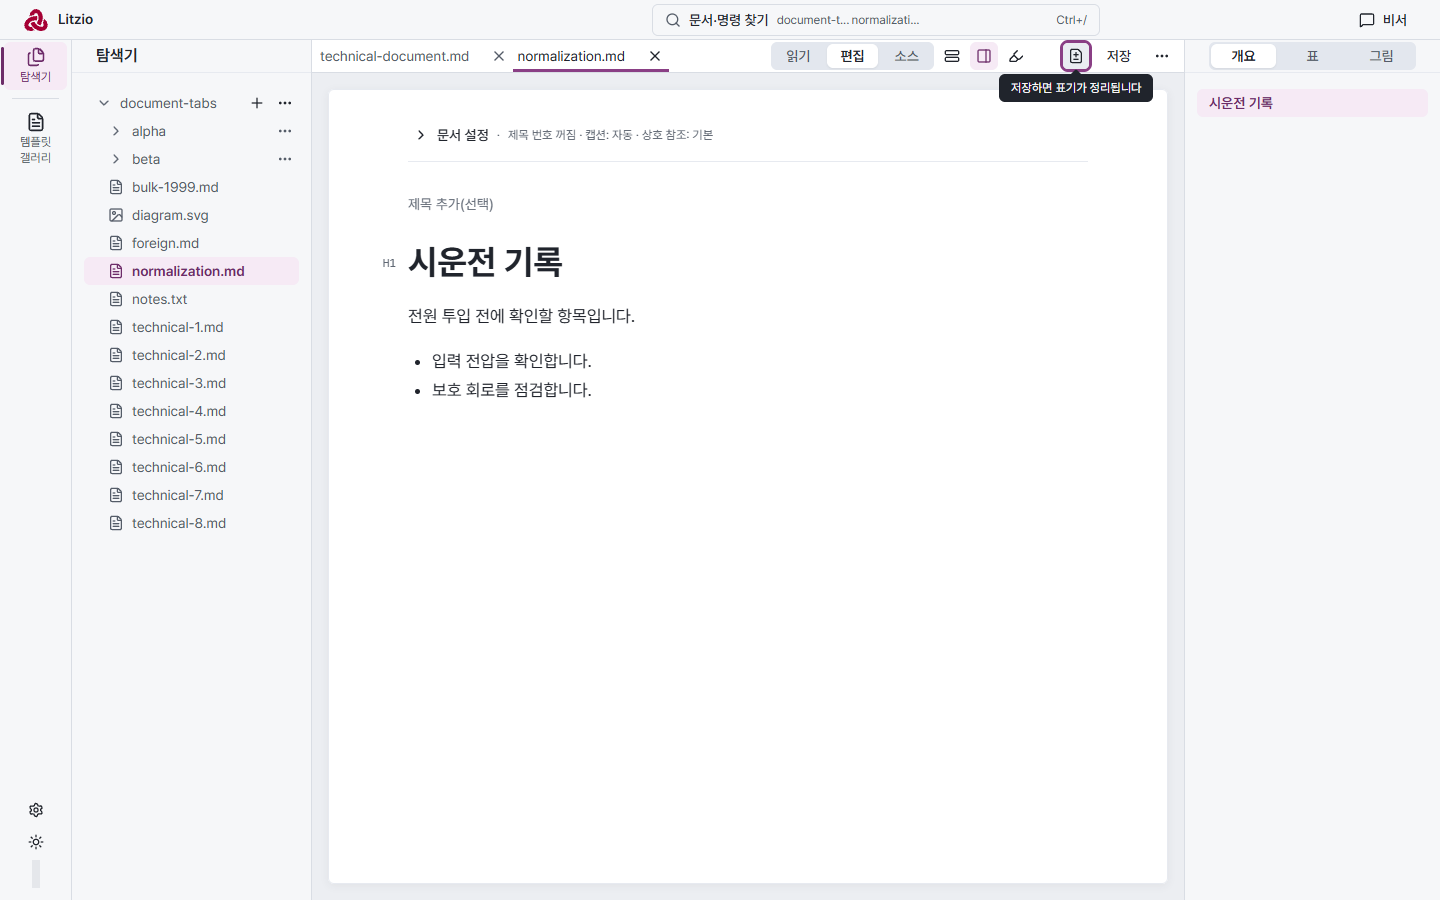 Litzio
문서·명령 찾기 document-t... normalizati... Ctrl+/
비서
탐색기
템플릿
갤러리
탐색기
document-tabs
alpha
beta
bulk-1999.md
diagram.svg
foreign.md
normalization.md
notes.txt
technical-1.md
technical-2.md
technical-3.md
technical-4.md
technical-5.md
technical-6.md
technical-7.md
technical-8.md
technical-document.md normalization.md
읽기 편집 소스 저장
저장하면 표기가 정리됩니다
문서 설정 · 제목 번호 꺼짐 · 캡션: 자동 · 상호 참조: 기본
제목 추가(선택)
H1 시운전 기록
전원 투입 전에 확인할 항목입니다.
• 입력 전압을 확인합니다.
• 보호 회로를 점검합니다.
개요 표 그림
시운전 기록